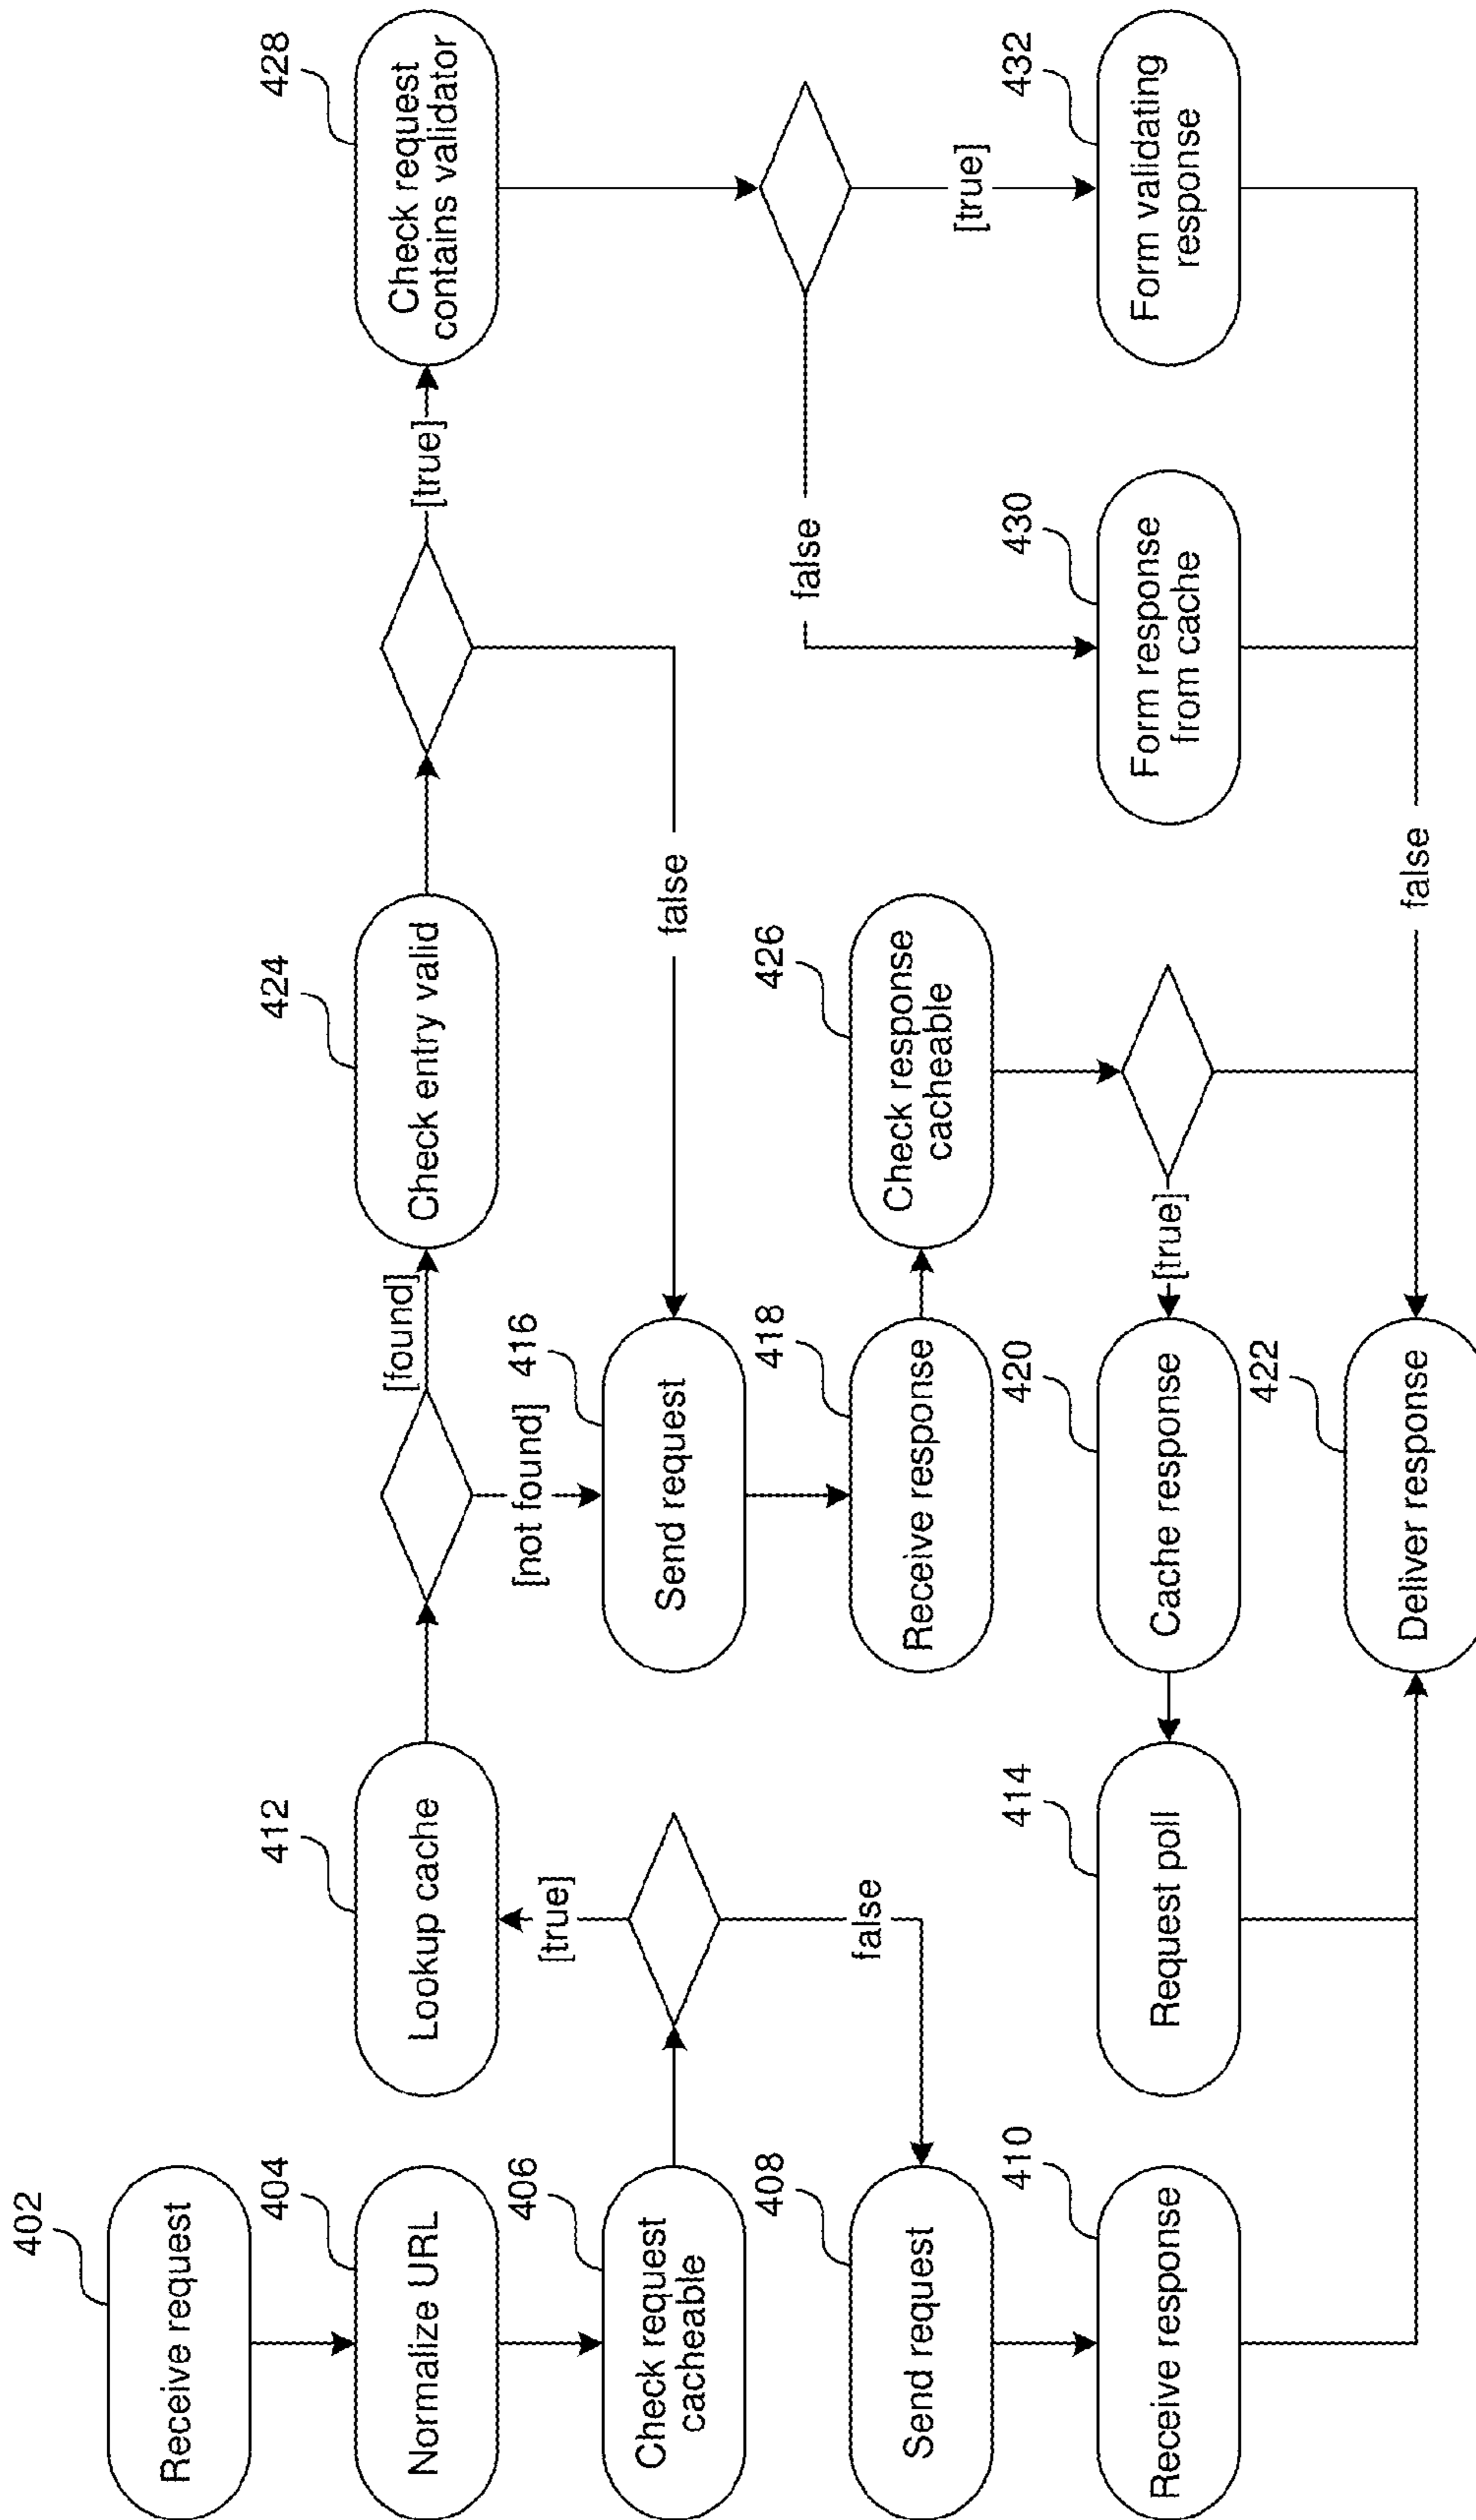 402
Receive request
404
Normalize URL
406
Check request
cacheable
408
Send request
410
Receive response
412
Lookup cache
[true]
false
414
Request poll
[found]
[not found]
416
Send request
418
Receive response
420
Cache response
422
Deliver response
424
Check entry valid
false
426
Check response
cacheable
[true]
false
[true]
428
Check request
contains validator
false
[true]
430
Form response
from cache
432
Form validating
response